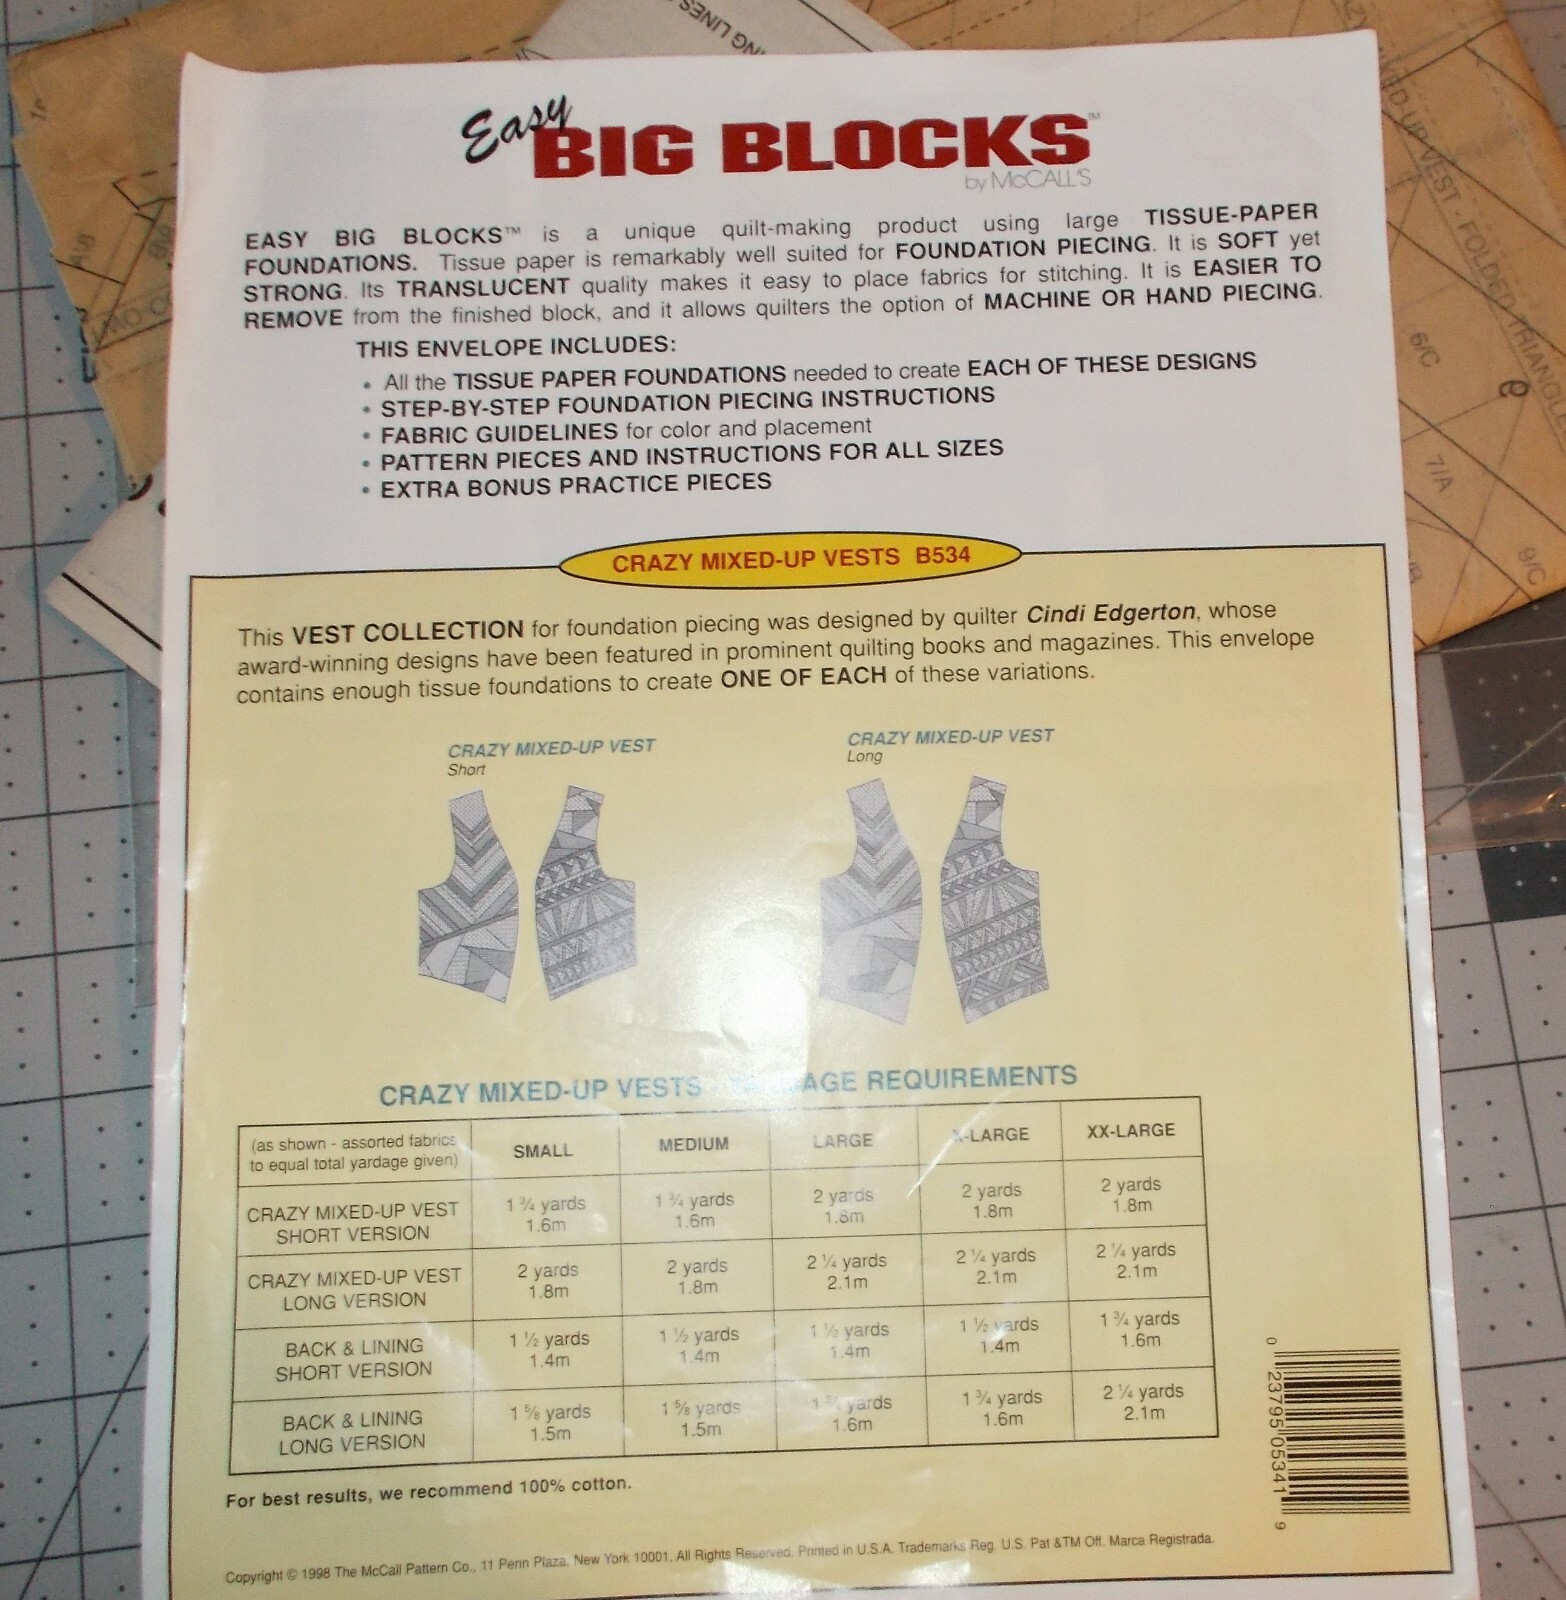 Easy
BIG BLOCKS™
by McCALL'S
EASY BIG BLOCKS™ is a unique quilt-making product using large TISSUE-PAPER
FOUNDATIONS. Tissue paper is remarkably well suited for FOUNDATION PIECING. It is SOFT yet
STRONG. Its TRANSLUCENT quality makes it easy to place fabrics for stitching. It is EASIER TO
REMOVE from the finished block, and it allows quilters the option of MACHINE OR HAND PIECING.
THIS ENVELOPE INCLUDES:
• All the TISSUE PAPER FOUNDATIONS needed to create EACH OF THESE DESIGNS
• STEP-BY-STEP FOUNDATION PIECING INSTRUCTIONS
• FABRIC GUIDELINES for color and placement
• PATTERN PIECES AND INSTRUCTIONS FOR ALL SIZES
• EXTRA BONUS PRACTICE PIECES
CRAZY MIXED-UP VESTS B534
This VEST COLLECTION for foundation piecing was designed by quilter Cindi Edgerton, whose
award-winning designs have been featured in prominent quilting books and magazines. This envelope
contains enough tissue foundations to create ONE OF EACH of these variations.
CRAZY MIXED-UP VEST
Short
CRAZY MIXED-UP VEST
Long
CRAZY MIXED-UP VESTS REQUIREMENTS
(as shown - assorted fabrics
to equal total yardage given)
SMALL MEDIUM LARGE X-LARGE XX-LARGE
CRAZY MIXED-UP VEST
SHORT VERSION
1 ¾ yards 1 ¾ yards 2 yards 2 yards 2 yards
1.6m 1.6m 1.8m 1.8m 1.8m
CRAZY MIXED-UP VEST
LONG VERSION
2 yards 2 yards 2 ¼ yards 2 ¼ yards 2 ¼ yards
1.8m 1.8m 2.1m 2.1m 2.1m
BACK & LINING
SHORT VERSION
1 ½ yards 1 ½ yards 1 ½ yards 1 ½ yards 1 ¾ yards
1.4m 1.4m 1.4m 1.4m 1.6m
BACK & LINING
LONG VERSION
1 ⅝ yards 1 ⅝ yards 1 ¾ yards 1 ¾ yards 2 ¼ yards
1.5m 1.5m 1.6m 1.6m 2.1m
For best results, we recommend 100% cotton.
0 23795 05341 9
Copyright © 1998 The McCall Pattern Co., 11 Penn Plaza, New York 10001, All Rights Reserved. Printed in U.S.A. Trademarks Reg. U.S. Pat &TM Off. Marca Registrada.
6/C
7/A
9/C